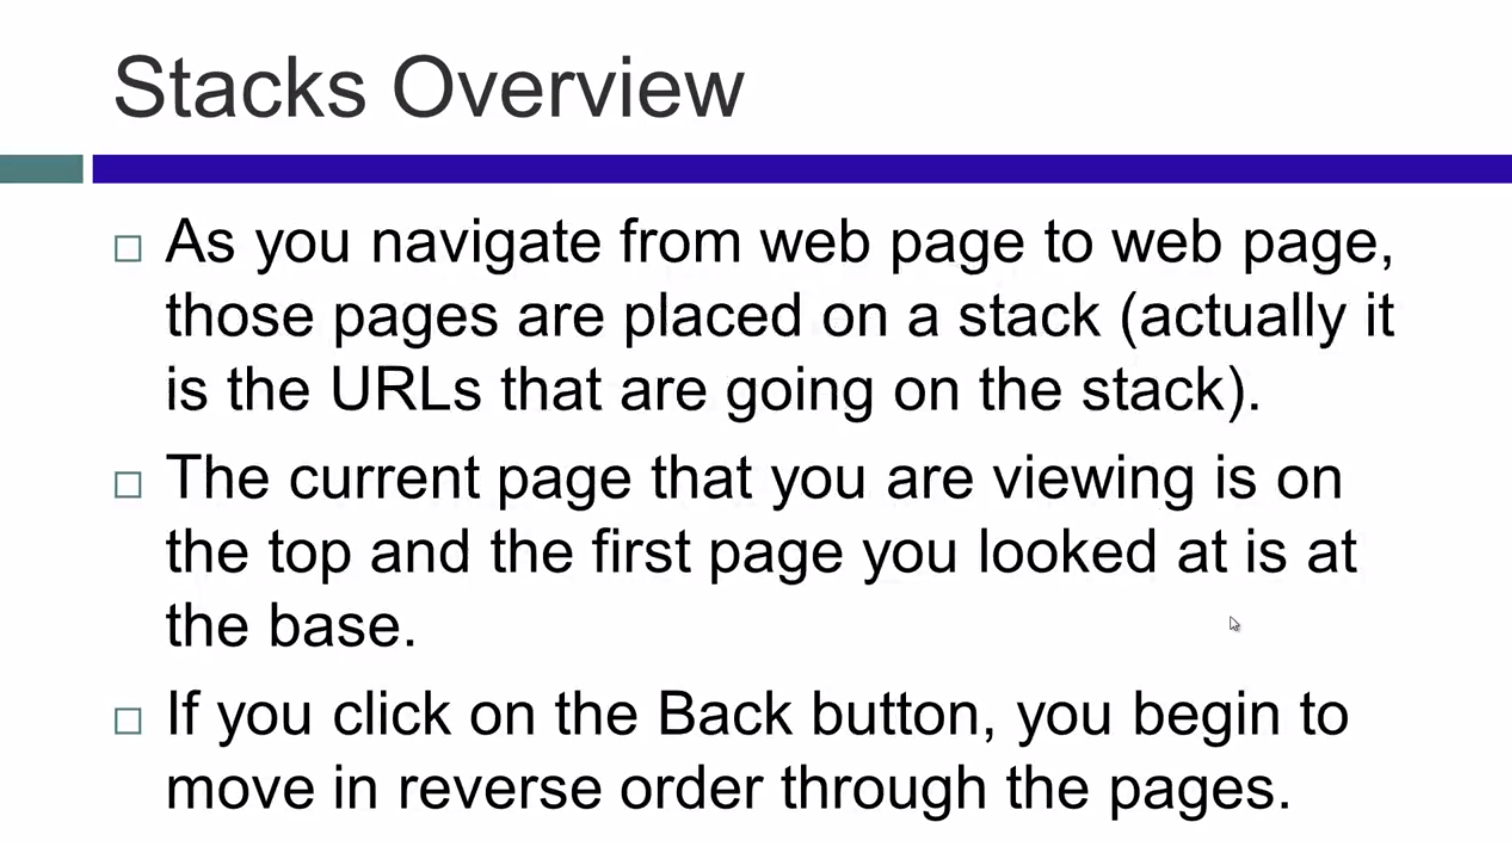 Stacks Overview
As you navigate from web page to web page,
those pages are placed on a stack (actually it
is the URLs that are going on the stack).
The current page that you are viewing is on
the top and the first page you looked at is at
the base.
If you click on the Back button, you begin to
move in reverse order through the pages.